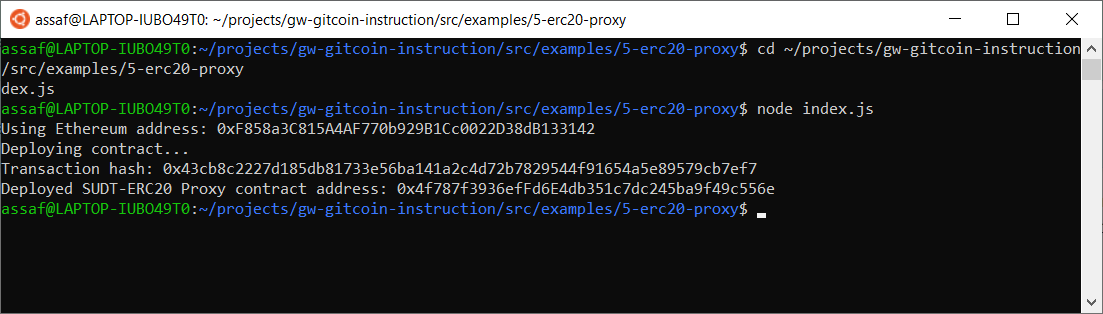 assaf@LAPTOP-IUBO49T0: ~/projects/gw-gitcoin-instruction/src/examples/5-erc20-proxy
assaf@LAPTOP-IUBO49T0:~/projects/gw-gitcoin-instruction/src/examples/5-erc20-proxy$ cd ~/projects/gw-gitcoin-instruction
/src/examples/5-erc20-proxy
dex.js
assaf@LAPTOP-IUBO49T0:~/projects/gw-gitcoin-instruction/src/examples/5-erc20-proxy$ node index.js
Using Ethereum address: 0xF858a3C815A4AF770b929B1Cc0022D38dB133142
Deploying contract...
Transaction hash: 0x43cb8c2227d185db81733e56ba141a2c4d72b7829544f91654a5e89579cb7ef7
Deployed SUDT-ERC20 Proxy contract address: 0x4f787f3936efFd6E4db351c7dc245ba9f49c556e
assaf@LAPTOP-IUBO49T0:~/projects/gw-gitcoin-instruction/src/examples/5-erc20-proxy$